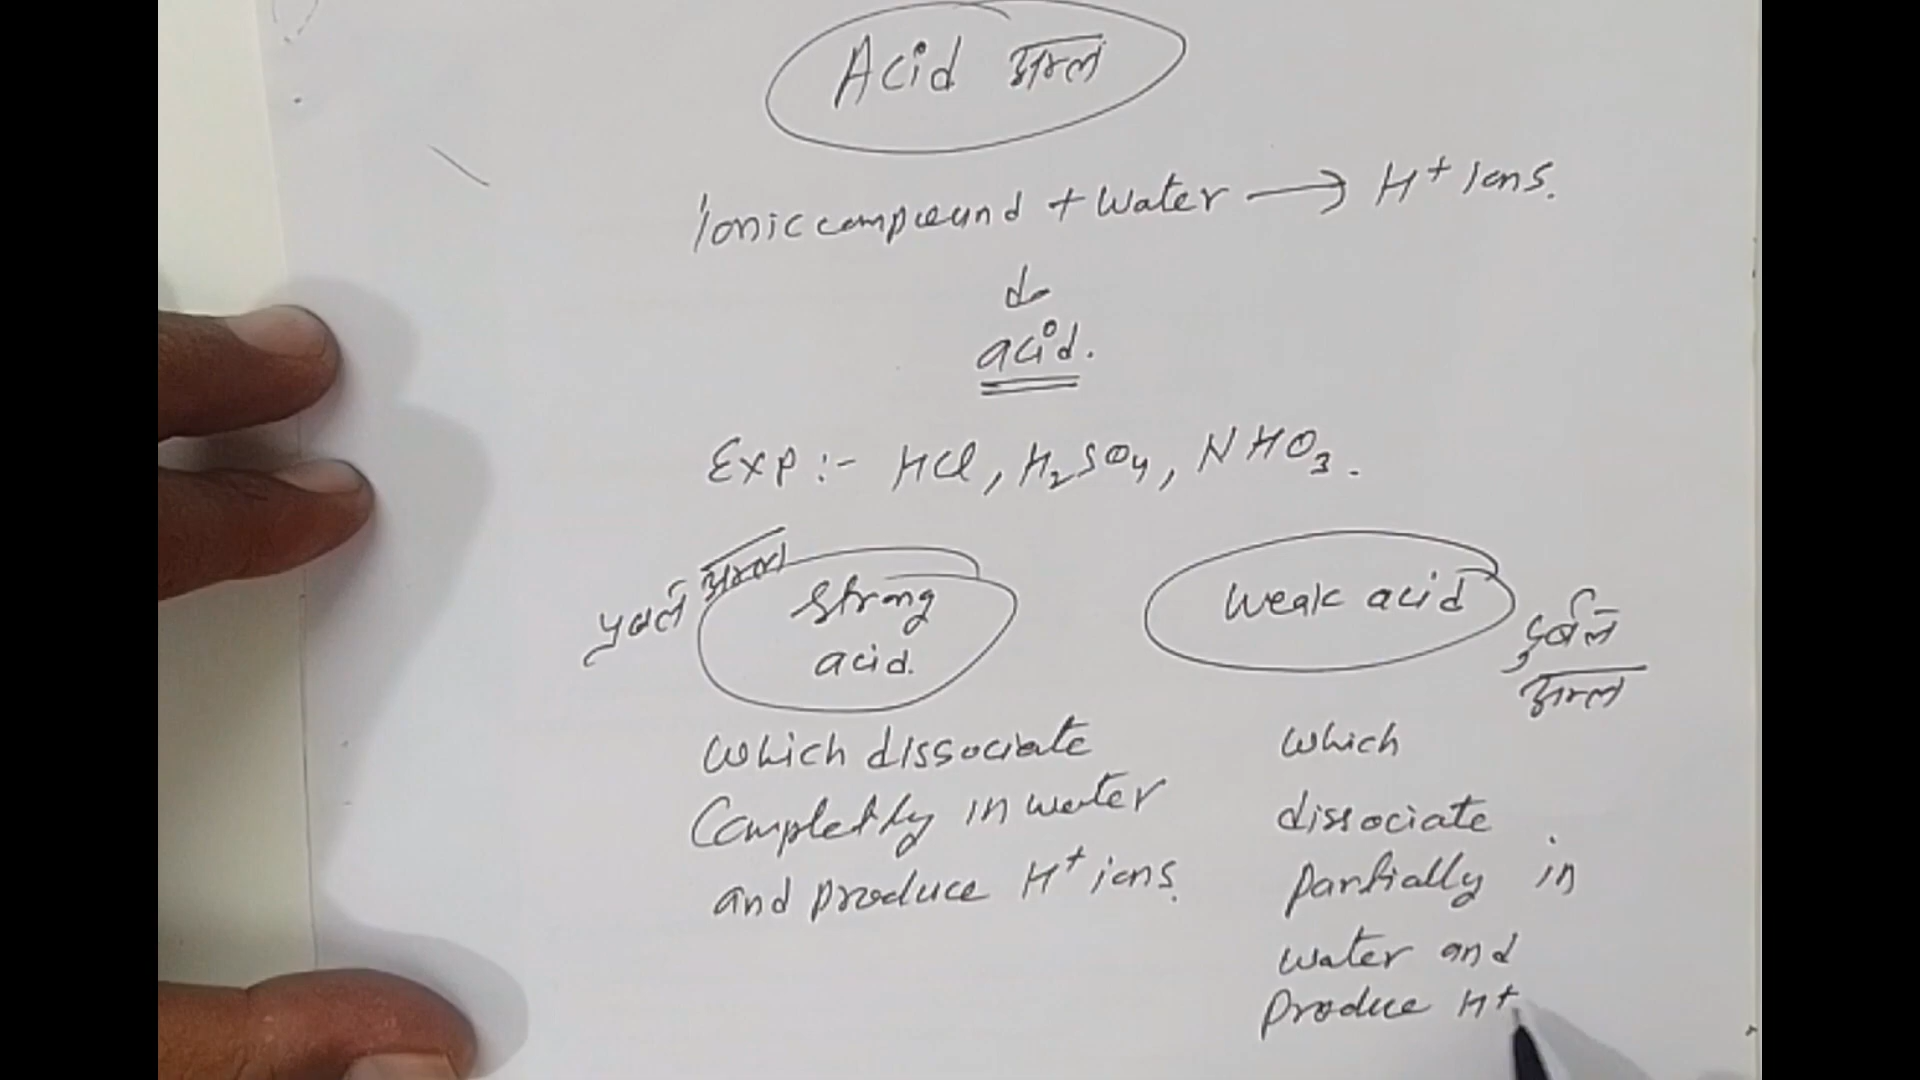 Acid अम्ल
Ionic compound + Water → H+ Ions.
acid.
Exp :- HCl, H2SO4, NHO3.
अम्ल
Strong
acid.
weak acid
दुर्बल
अम्ल
which dissociate
Completly in water
and produce H+ ions.
which
dissociate
partially in
water and
produce H+